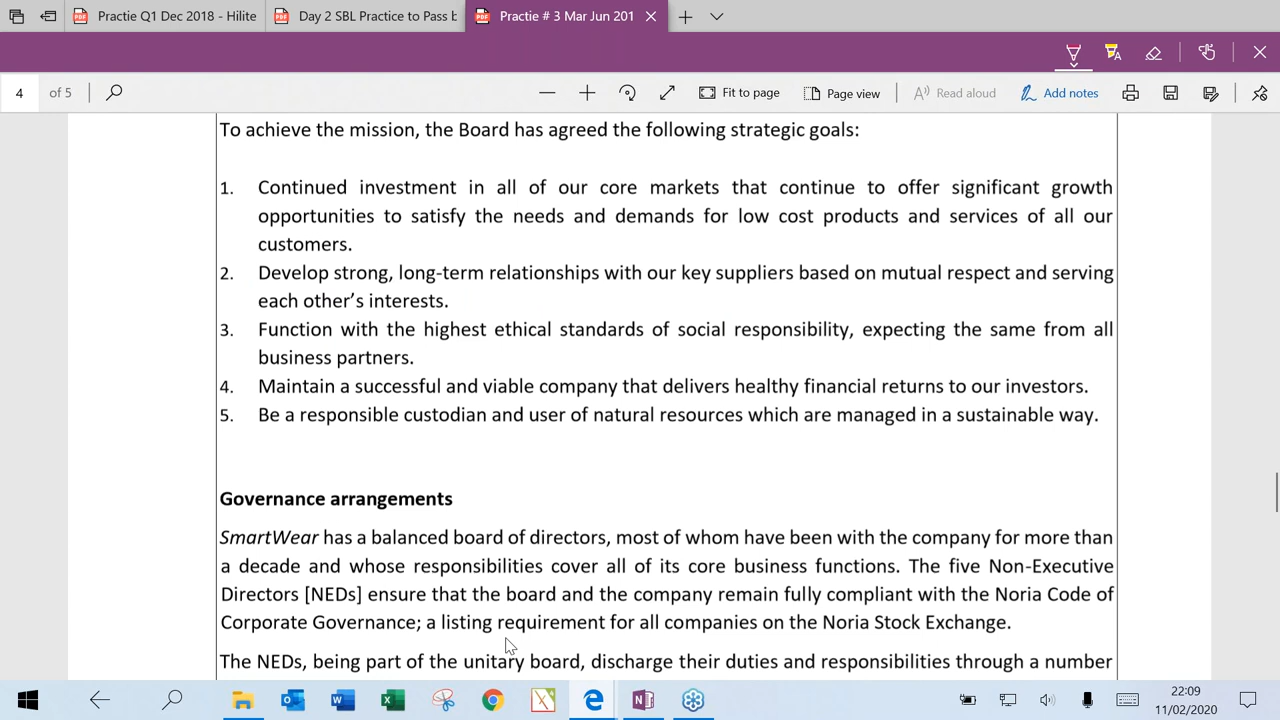 Practie Q1 Dec 2018 - Hilite
Day 2 SBL Practice to Pass b
Practie # 3 Mar Jun 201
4 of 5
Fit to page
Page view
Read aloud
Add notes
To achieve the mission, the Board has agreed the following strategic goals:
1. Continued investment in all of our core markets that continue to offer significant growth
opportunities to satisfy the needs and demands for low cost products and services of all our
customers.
2. Develop strong, long-term relationships with our key suppliers based on mutual respect and serving
each other's interests.
3. Function with the highest ethical standards of social responsibility, expecting the same from all
business partners.
4. Maintain a successful and viable company that delivers healthy financial returns to our investors.
5. Be a responsible custodian and user of natural resources which are managed in a sustainable way.
Governance arrangements
SmartWear has a balanced board of directors, most of whom have been with the company for more than
a decade and whose responsibilities cover all of its core business functions. The five Non-Executive
Directors [NEDs] ensure that the board and the company remain fully compliant with the Noria Code of
Corporate Governance; a listing requirement for all companies on the Noria Stock Exchange.
The NEDs, being part of the unitary board, discharge their duties and responsibilities through a number
22:09
11/02/2020